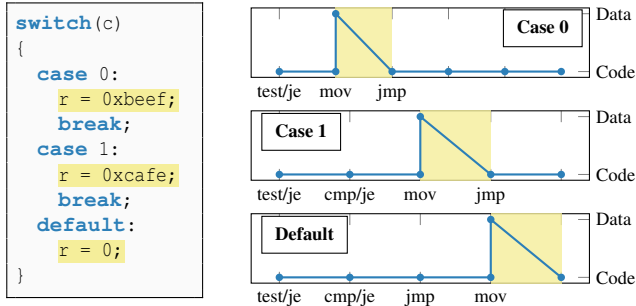 switch(c)
{
case 0:
r = 0xbeef;
break;
case 1:
r = 0xcafe;
break;
default:
r = 0;
}
Case 0
Data
Code
test/je mov jmp
Case 1
Data
Code
test/je cmp/je mov jmp
Default
Data
Code
test/je cmp/je jmp mov